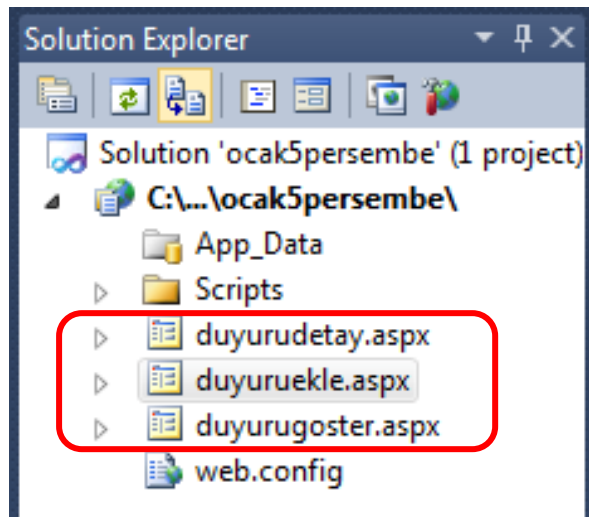 Solution Explorer
Solution 'ocak5persembe' (1 project)
C:\...\ocak5persembe\
App_Data
Scripts
duyurudetay.aspx
duyuruekle.aspx
duyurugoster.aspx
web.config